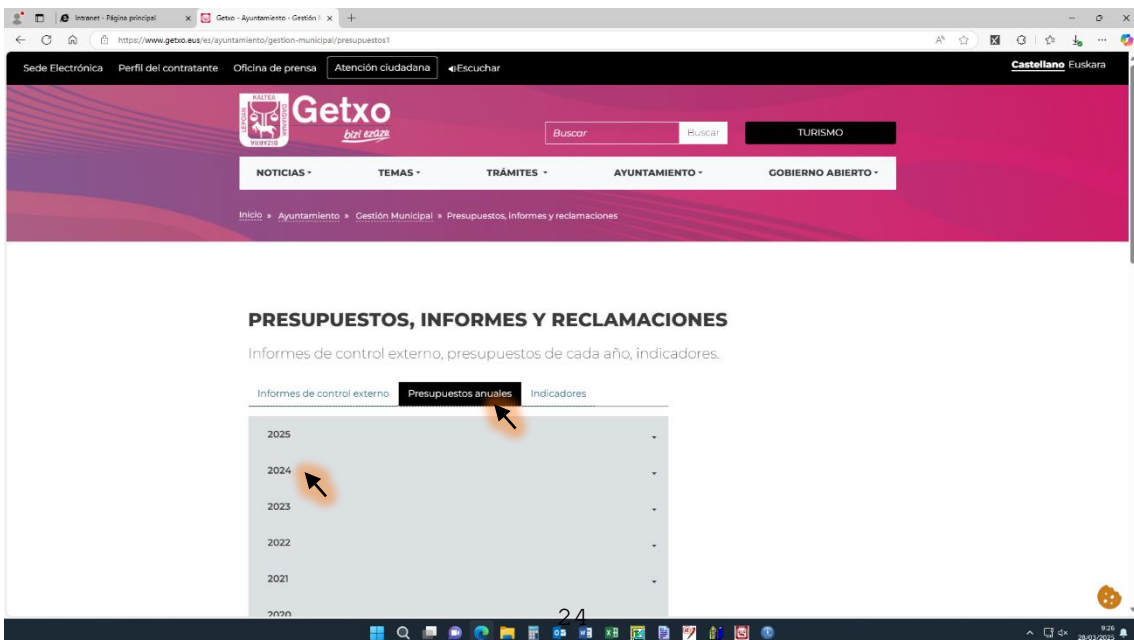 Intranet - Página principal
Getxo - Ayuntamiento - Gestión
https://www.getxo.eus/es/ayuntamiento/gestion-municipal/presupuestos1
Sede Electrónica Perfil del contratante Oficina de prensa Atención ciudadana Escuchar Castellano Euskara
KALTEA
DAGIANAK
LEPOAN
BIZARRA
Getxo
bizi ezazu
Buscar Buscar TURISMO
NOTICIAS TEMAS TRÁMITES AYUNTAMIENTO GOBIERNO ABIERTO
Inicio » Ayuntamiento » Gestión Municipal » Presupuestos, informes y reclamaciones
PRESUPUESTOS, INFORMES Y RECLAMACIONES
Informes de control externo, presupuestos de cada año, indicadores.
Informes de control externo Presupuestos anuales Indicadores
2025
2024
2023
2022
2021
2020
24
9:26
28/03/2025